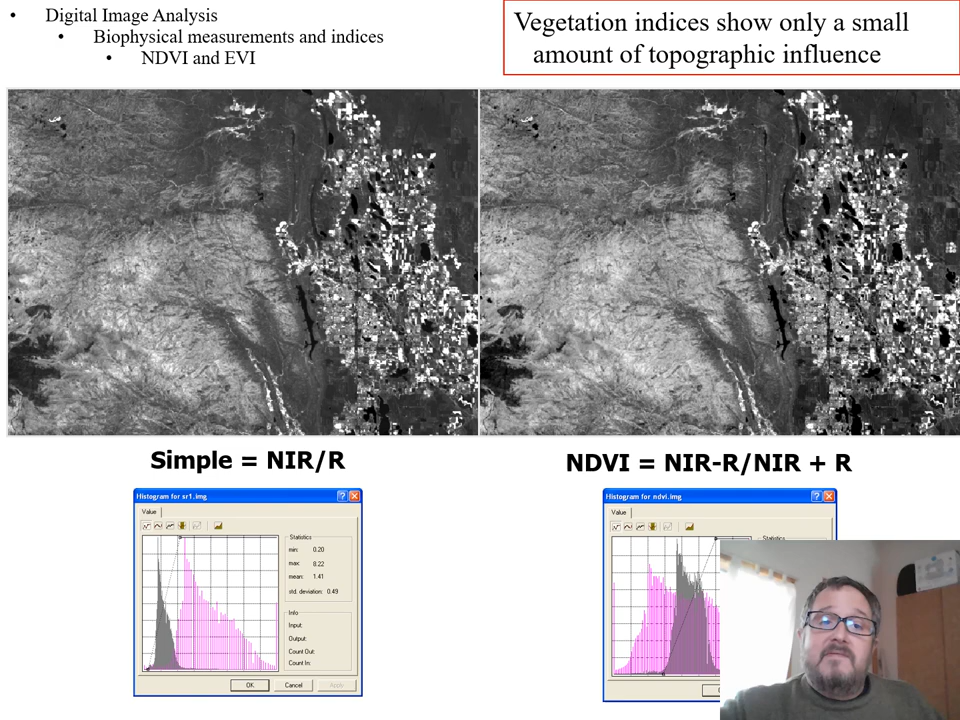 • Digital Image Analysis
• Biophysical measurements and indices
• NDVI and EVI
Vegetation indices show only a small
amount of topographic influence
Simple = NIR/R
NDVI = NIR-R/NIR + R
Histogram for sr1.img
Value
Statistics
min: 0.20
max: 8.22
mean: 1.41
std. deviation: 0.49
Info
Input:
Output:
Count Out:
Count In:
OK Cancel Apply
Histogram for ndvi.img
Value